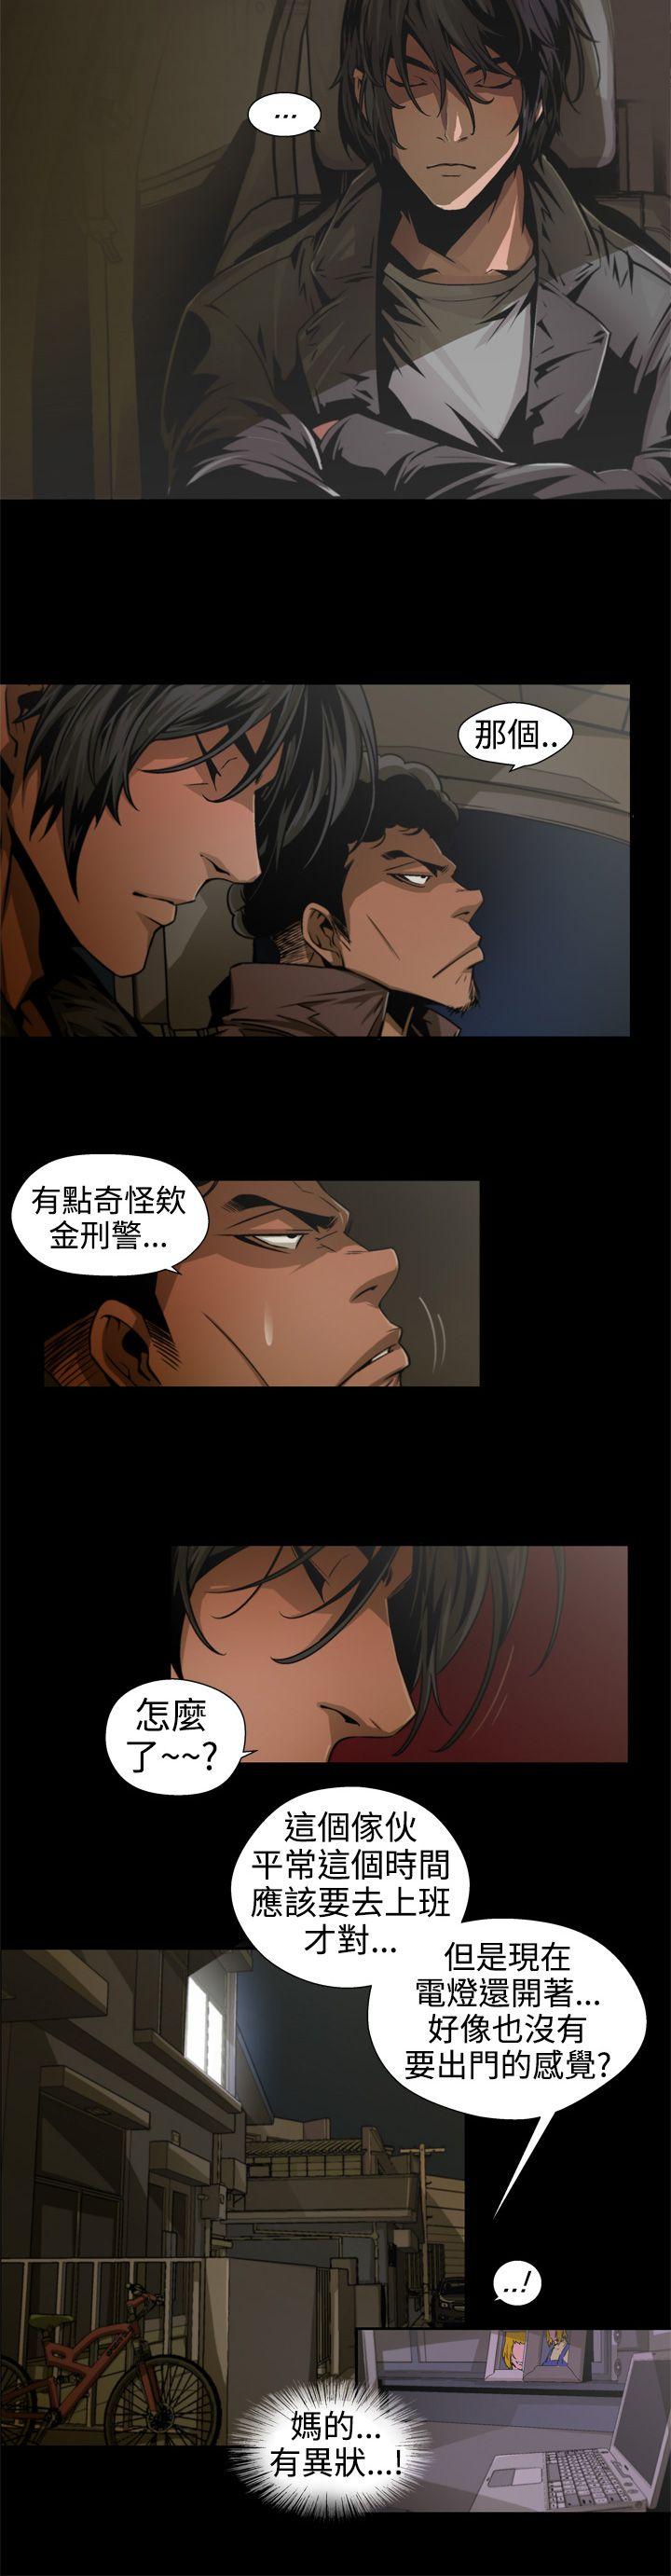 ...
那個..
有點奇怪欸
金刑警...
怎麼
了~~?
這個傢伙
平常這個時間
應該要去上班
才對...
但是現在
電燈還開著...
好像也沒有
要出門的感覺?
..!
媽的...
有異狀...!